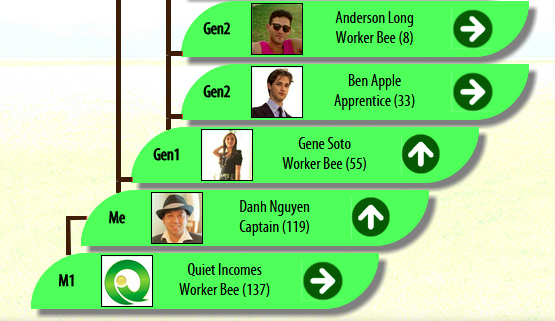 Gen2
Anderson Long
Worker Bee (8)
Gen2
Ben Apple
Apprentice (33)
Gen1
Gene Soto
Worker Bee (55)
Me
Danh Nguyen
Captain (119)
M1
Quiet Incomes
Worker Bee (137)